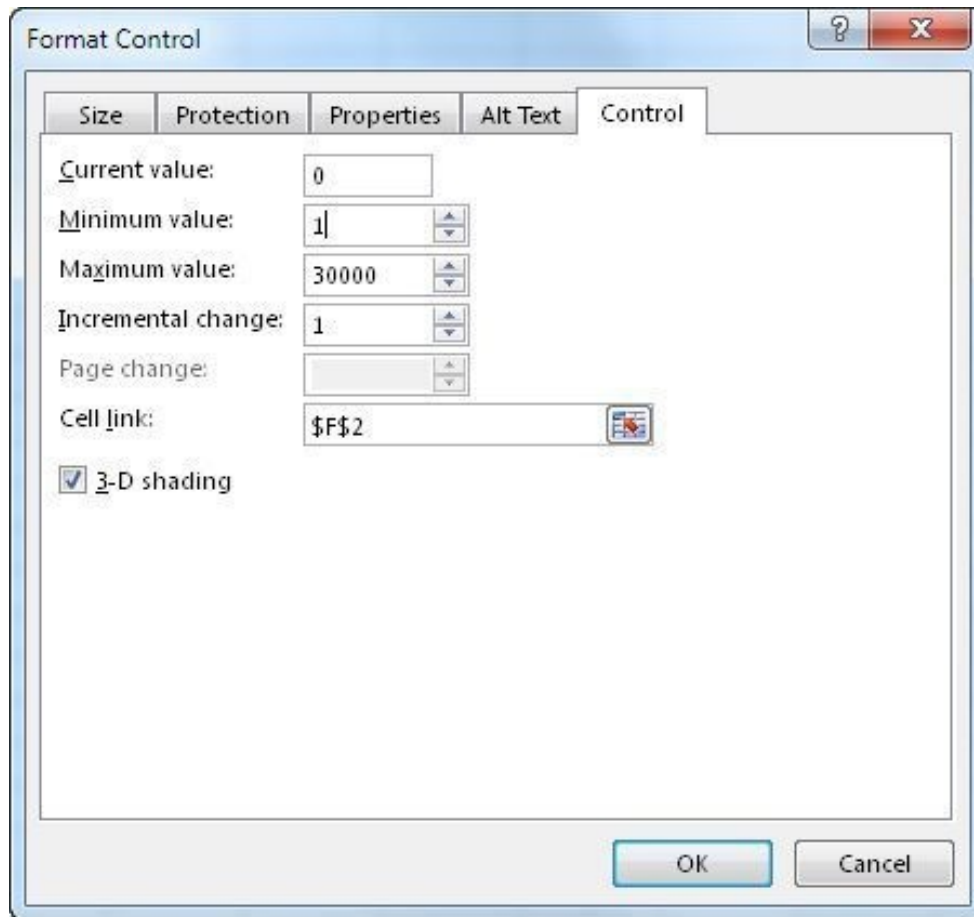 Format Control
Size Protection Properties Alt Text Control
Current value: 0
Minimum value: 1
Maximum value: 30000
Incremental change: 1
Page change:
Cell link: $F$2
3-D shading
OK Cancel